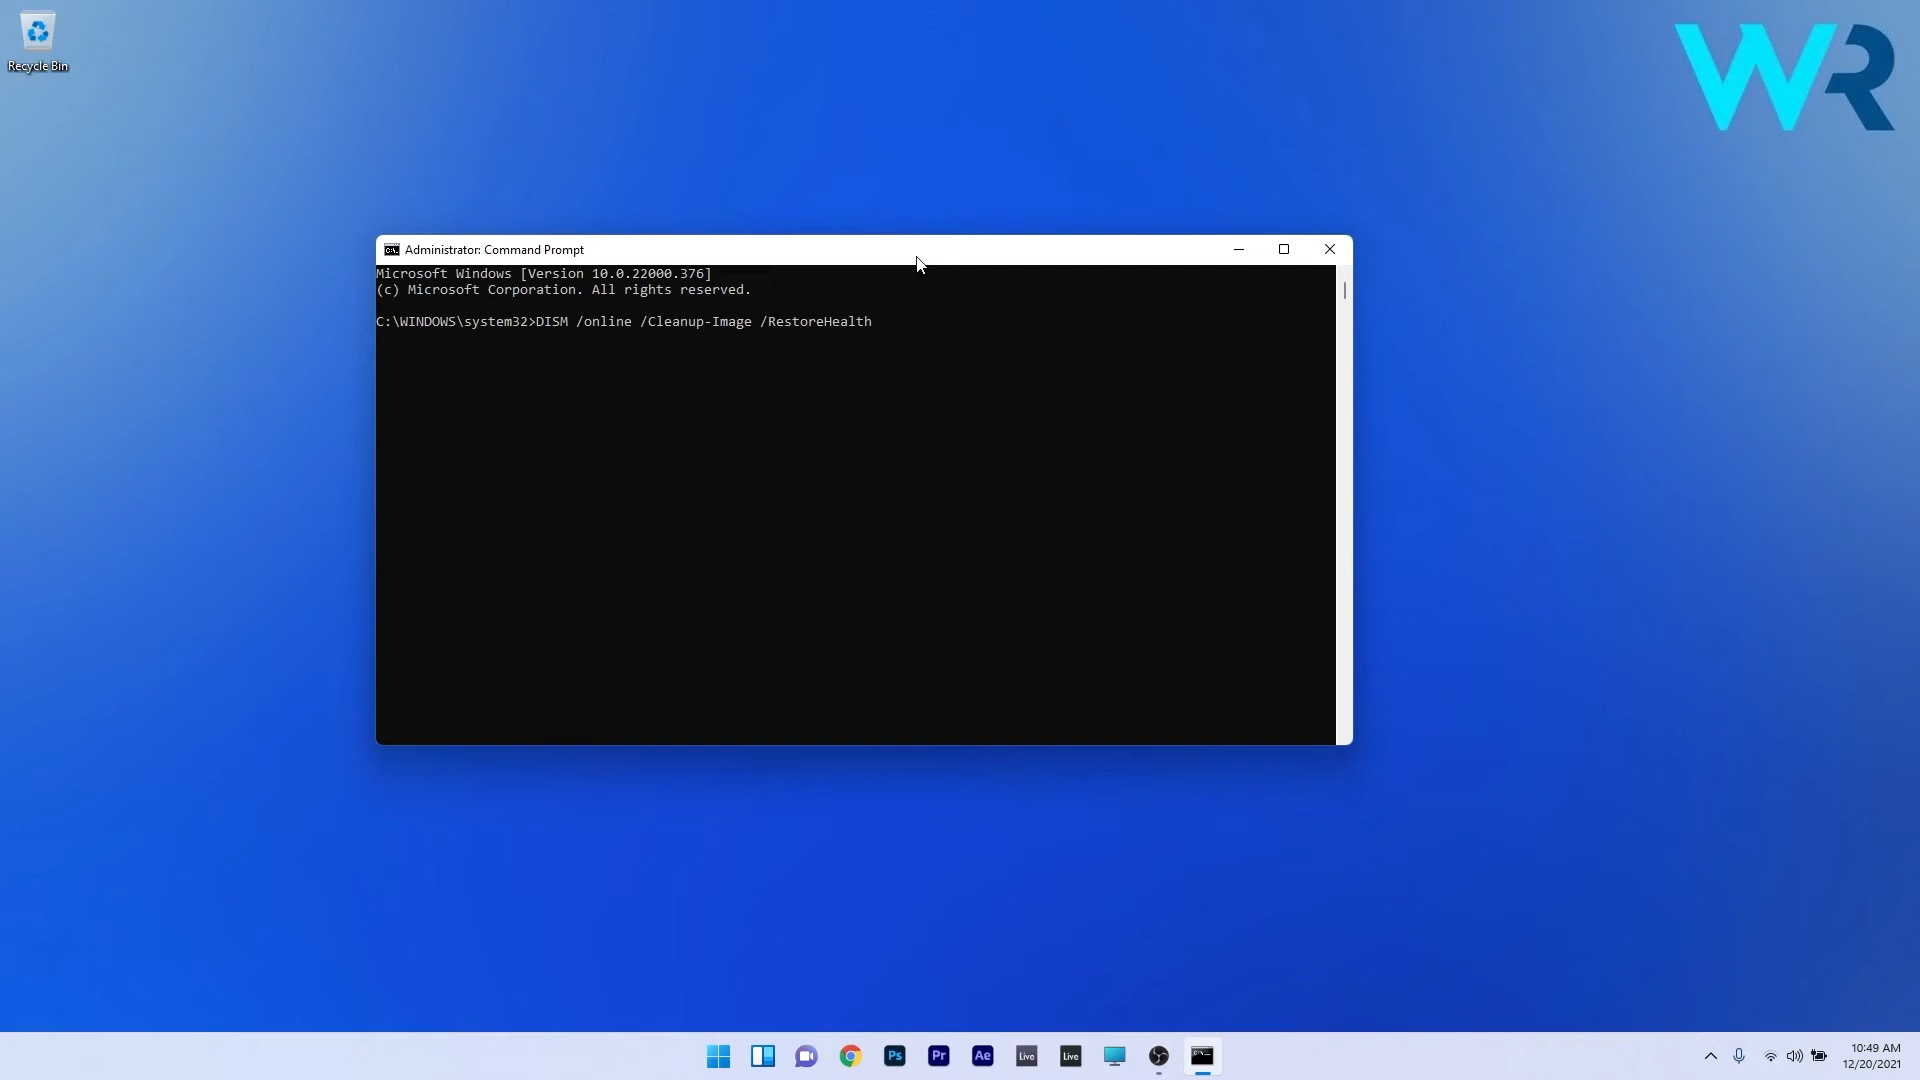 Recycle Bin
WR
Administrator: Command Prompt
Microsoft Windows [Version 10.0.22000.376]
(c) Microsoft Corporation. All rights reserved.
C:\WINDOWS\system32>DISM /online /Cleanup-Image /RestoreHealth
Ps Pr Ae Live Live
10:49 AM
12/20/2021